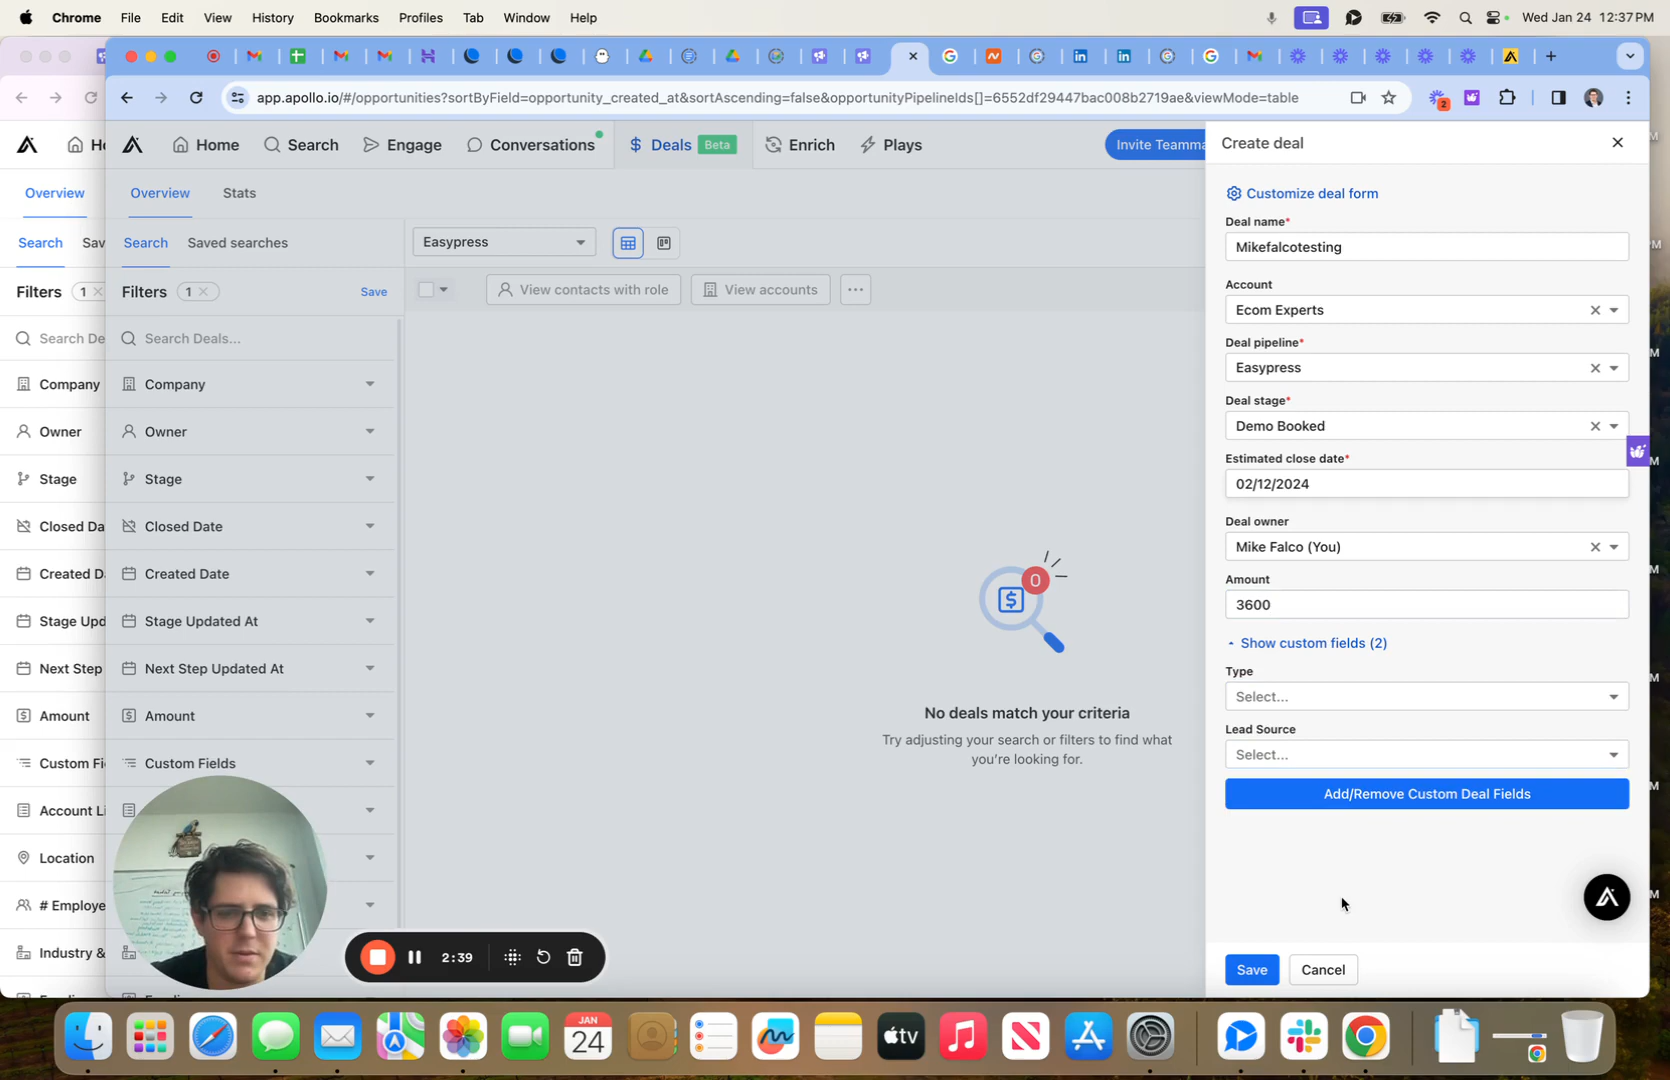 Chrome File Edit View History Bookmarks Profiles Tab Window Help Wed Jan 24 12:37 PM
app.apollo.io/#/opportunities?sortByField=opportunity_created_at&sortAscending=false&opportunityPipelineIds[]=6552df29447bac008b2719ae&viewMode=table 2
Ho Home Search Engage Conversations Deals Beta Enrich Plays Invite Teamma
Create deal
Overview Overview Stats
Customize deal form
Deal name*
Mikefalcotesting
Search Sav Search Saved searches Easypress
Filters 1 Filters 1 Save View contacts with role View accounts ...
Account
Ecom Experts
Search De Search Deals...
Deal pipeline*
Easypress
Company Company
Deal stage*
Demo Booked
Owner Owner
Estimated close date*
02/12/2024
Stage Stage
Closed Da Closed Date
Deal owner
Mike Falco (You)
Created D Created Date
Amount
3600
Stage Upd Stage Updated At
Show custom fields (2)
Next Step Next Step Updated At
Type
Select...
Amount Amount
Lead Source
Select...
Custom Fi Custom Fields
Add/Remove Custom Deal Fields
0
No deals match your criteria
Try adjusting your search or filters to find what
you're looking for.
Account Li
Location
# Employe
Industry &
2:39
Save Cancel
JAN
24